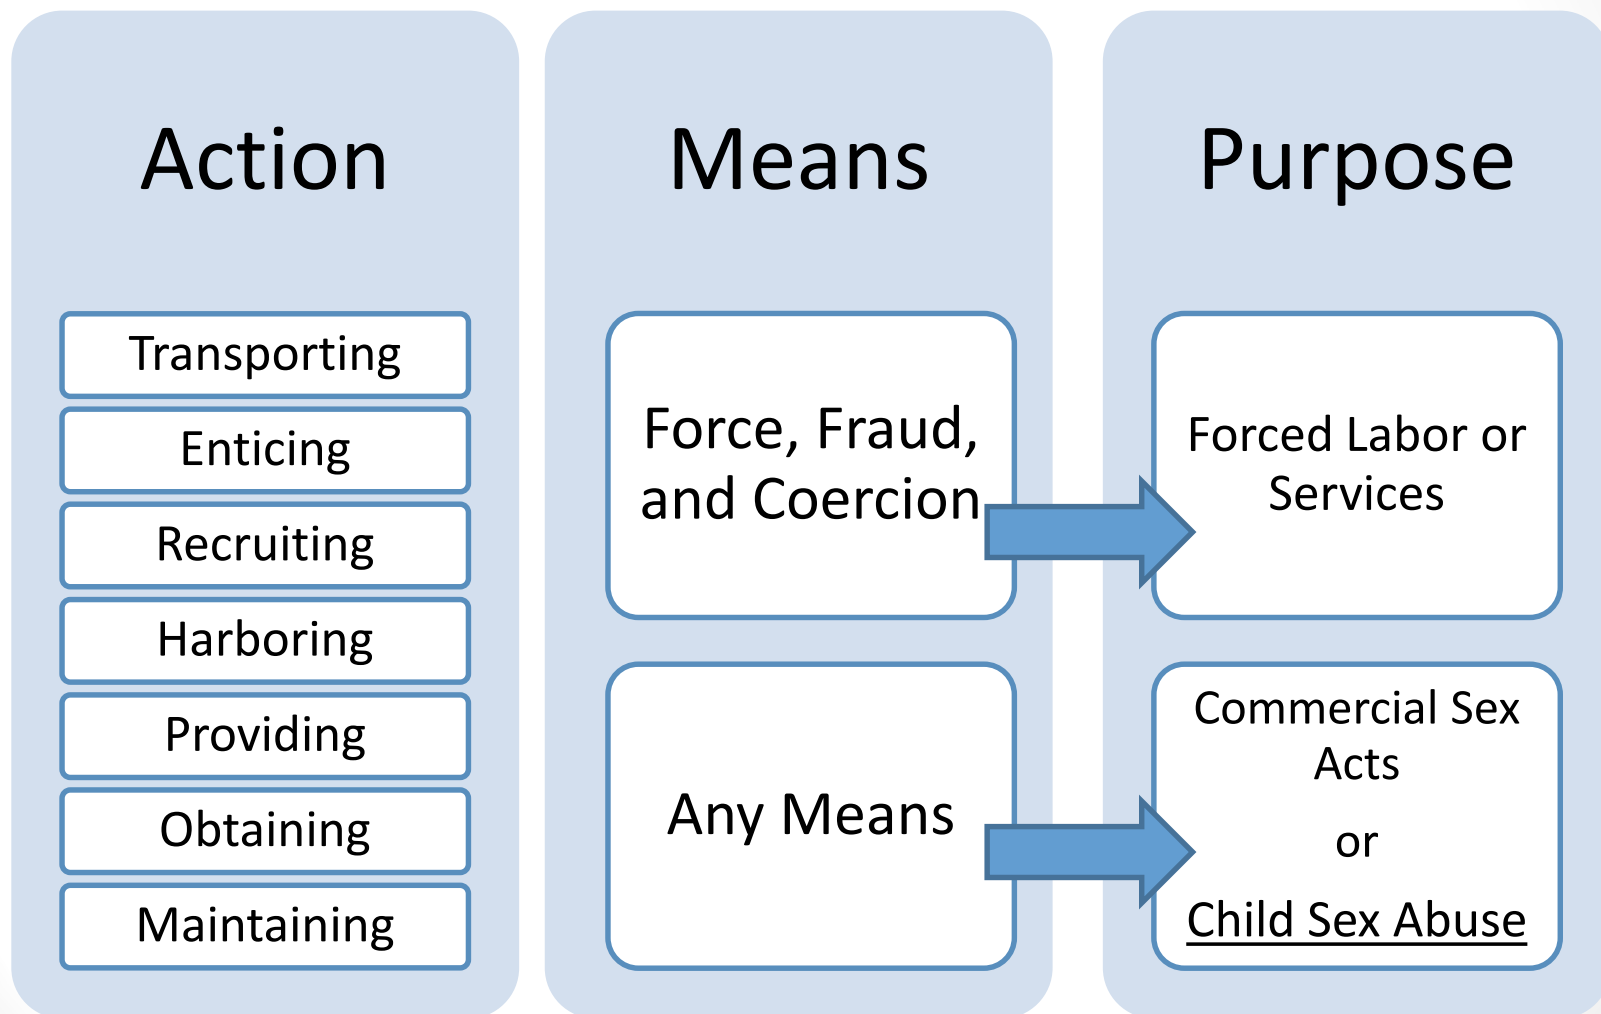 Action
Transporting
Enticing
Recruiting
Harboring
Providing
Obtaining
Maintaining
Means
Force, Fraud,
and Coercion
Any Means
Purpose
Forced Labor or
Services
Commercial Sex
Acts
or
Child Sex Abuse